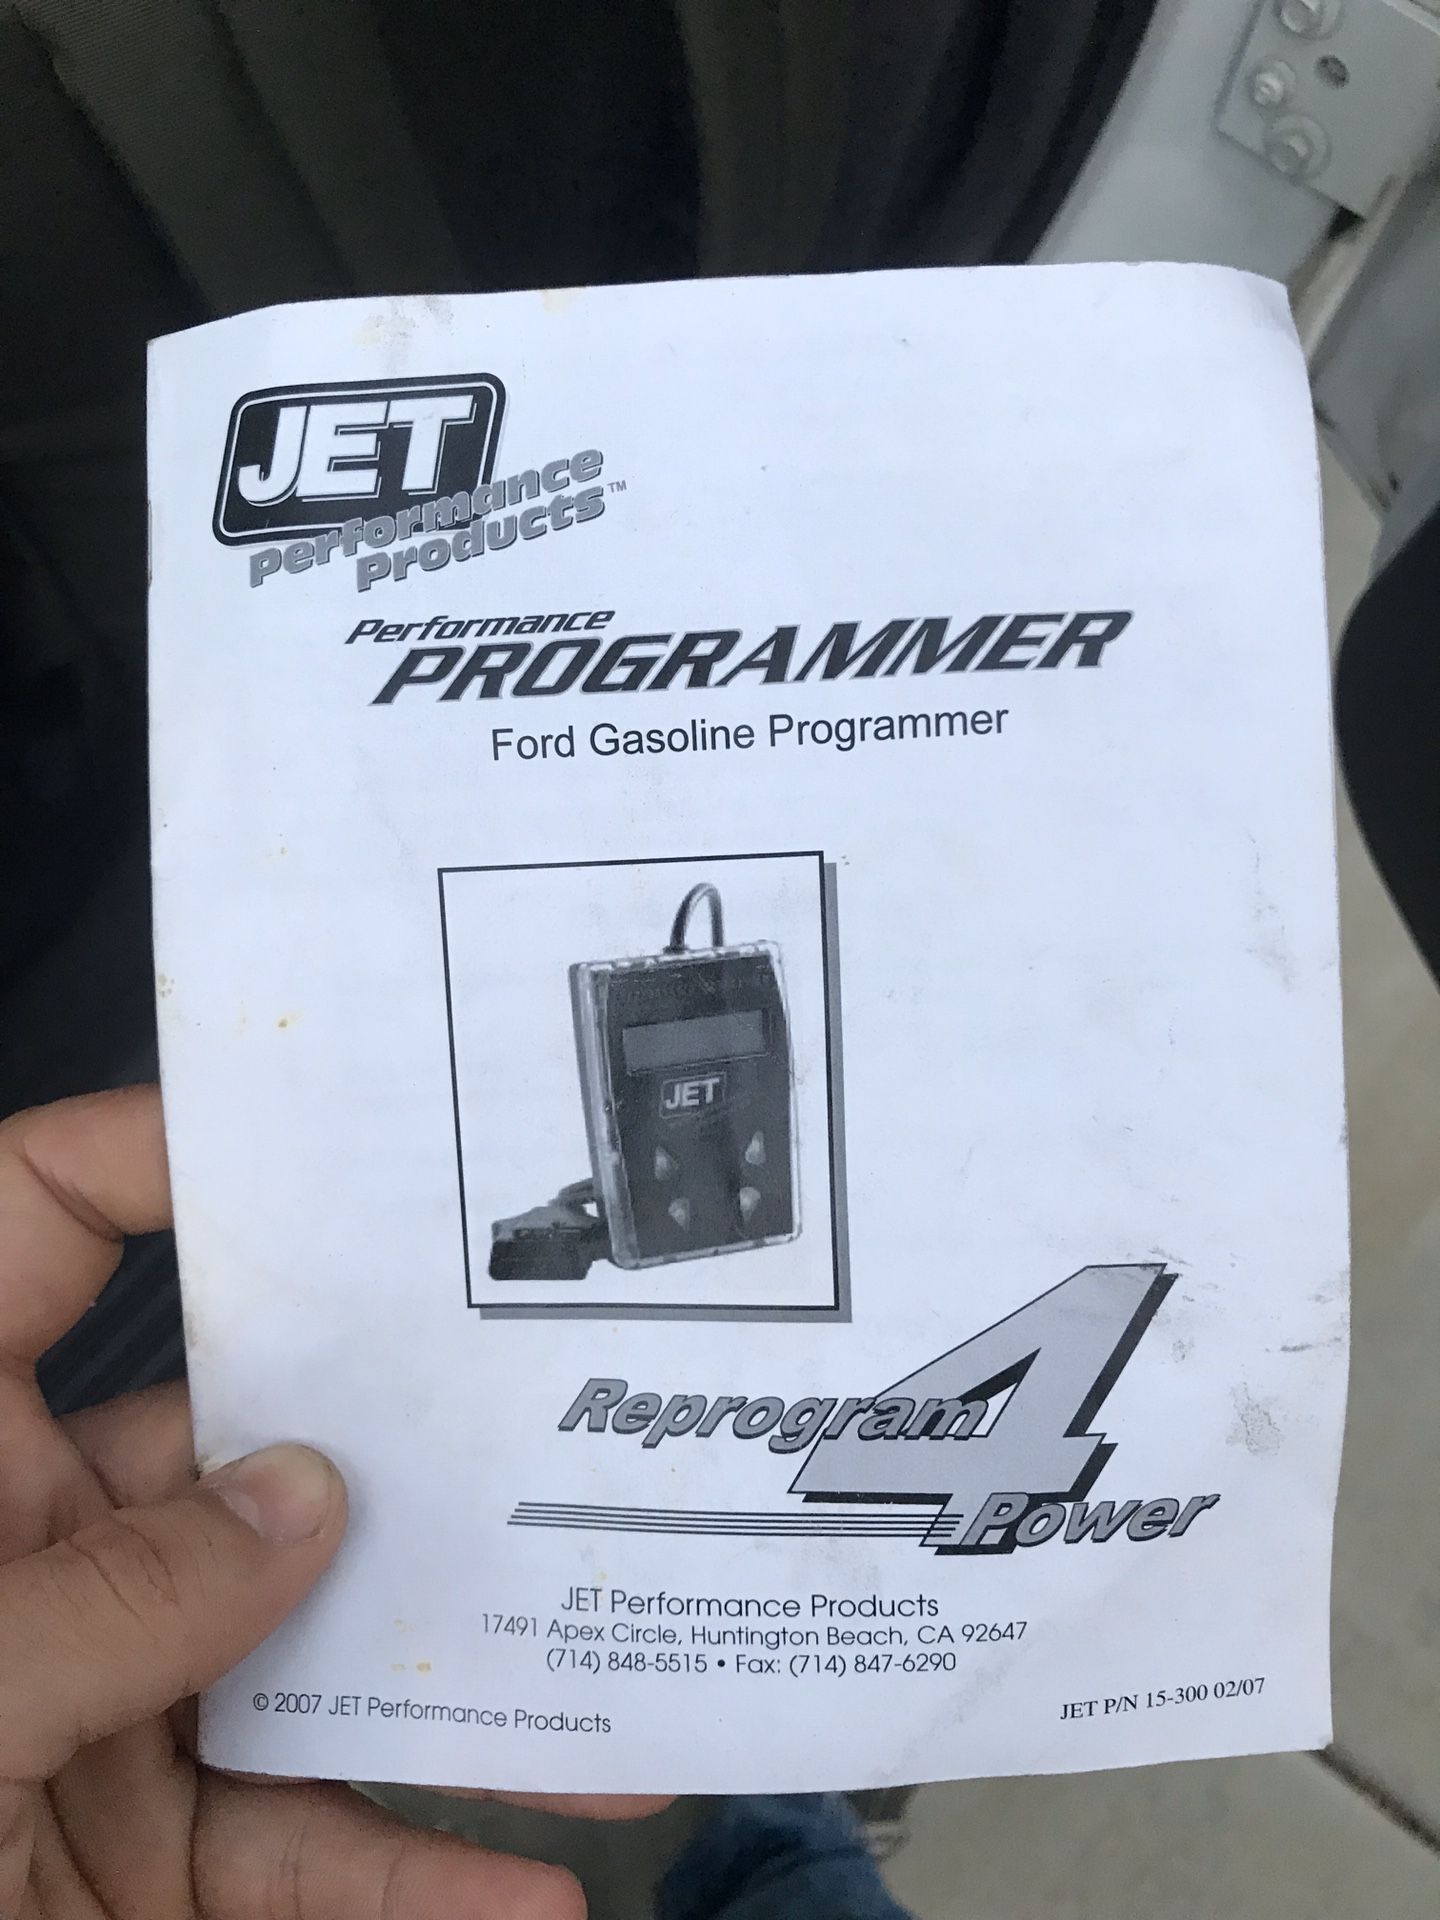 JET
Performance
Products™
Performance
PROGRAMMER
Ford Gasoline Programmer
JET
Reprogram 4
Power
JET Performance Products
17491 Apex Circle, Huntington Beach, CA 92647
(714) 848-5515 • Fax: (714) 847-6290
© 2007 JET Performance Products
JET P/N 15-300 02/07